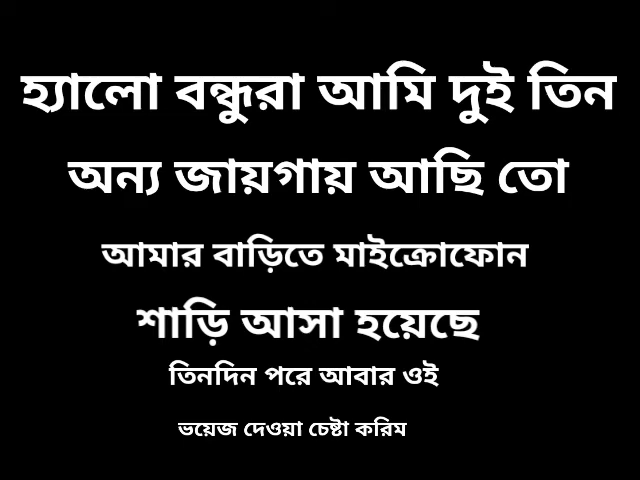 হ্যালো বন্ধুরা আমি দুই তিন
অন্য জায়গায় আছি তো
আমার বাড়িতে মাইক্রোফোন
শাড়ি আসা হয়েছে
তিনদিন পরে আবার ওই
ভয়েজ দেওয়া চেষ্টা করিম